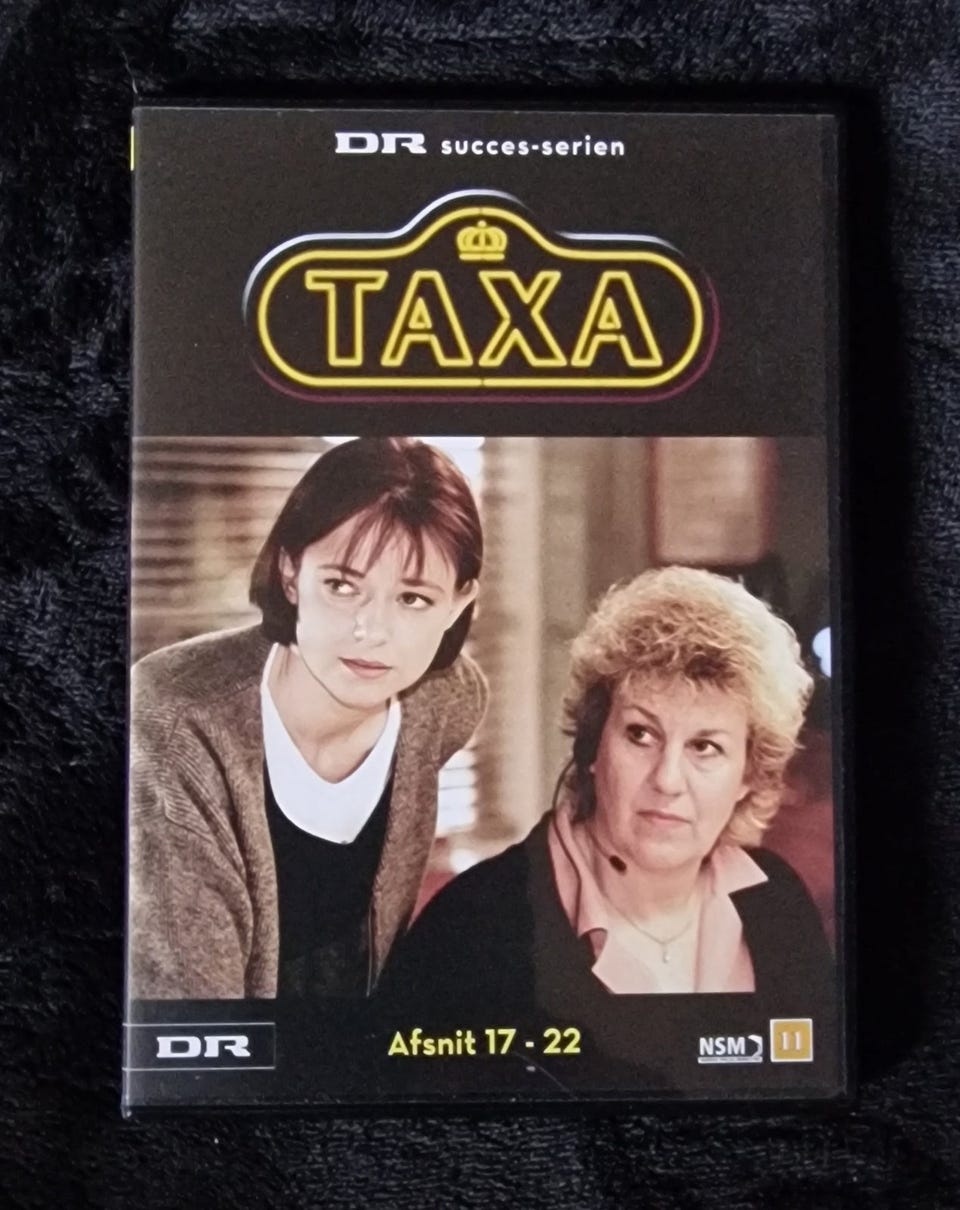 DR succes-serien
TAXA
DR
Afsnit 17 - 22
NSM
11